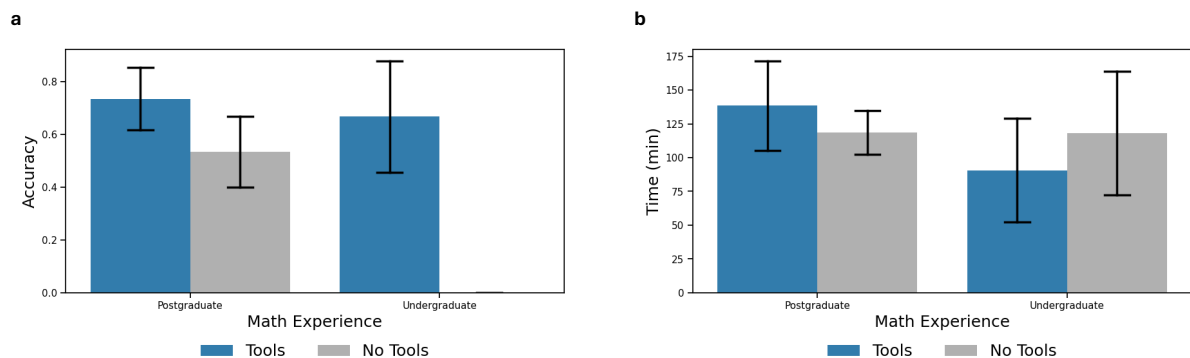 a
Accuracy
0.8
0.6
0.4
0.2
0.0
Postgraduate Undergraduate
Math Experience
Tools No Tools
b
Time (min)
175
150
125
100
75
50
25
0
Postgraduate Undergraduate
Math Experience
Tools No Tools